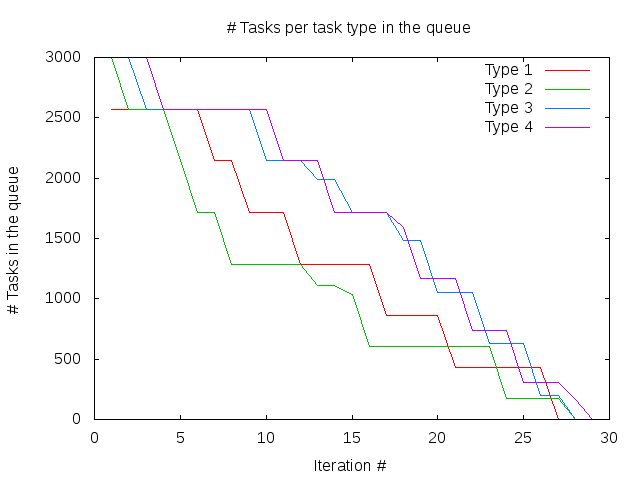 # Tasks per task type in the queue
3000
2500
2000
1500
1000
500
0
# Tasks in the queue
Type 1
Type 2
Type 3
Type 4
0 5 10 15 20 25 30
Iteration #